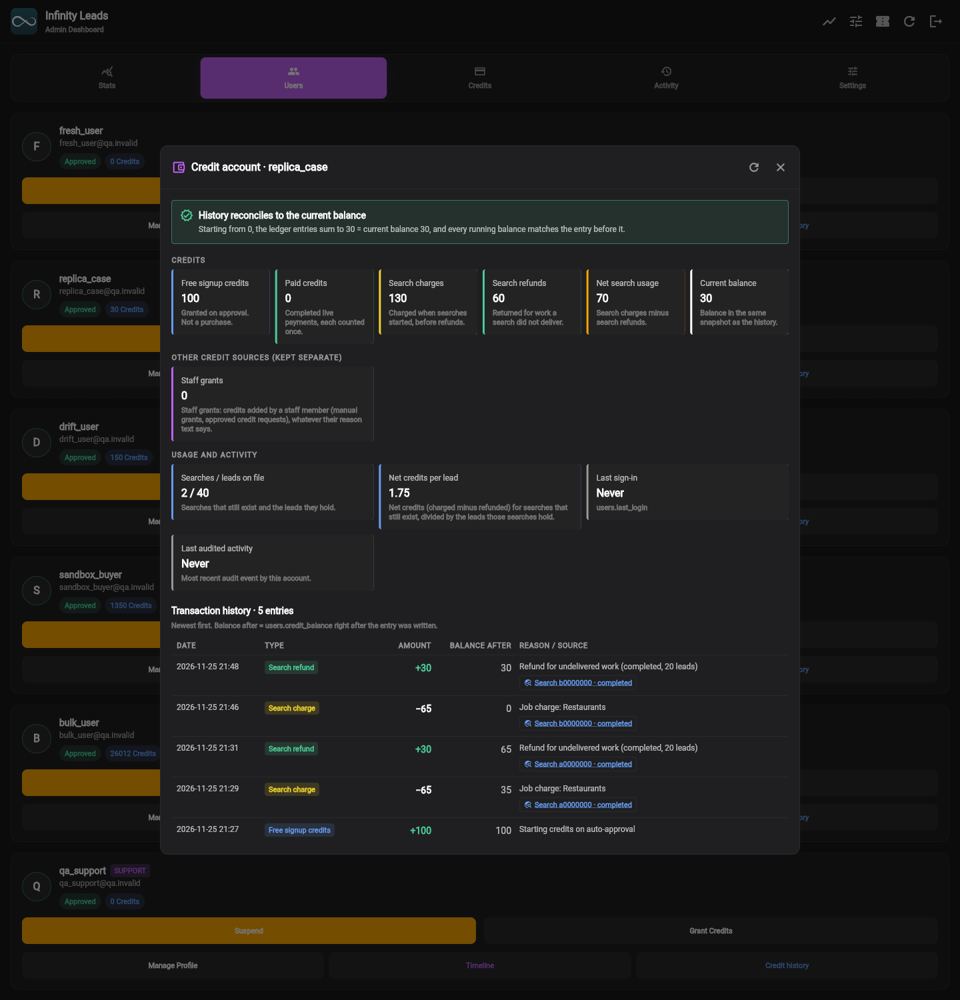 Infinity Leads
Admin Dashboard
Stats
Users
Credits
Activity
Settings
F
fresh_user
fresh_user@qa.invalid
Approved
0 Credits
R
replica_case
replica_case@qa.invalid
Approved
30 Credits
D
drift_user
drift_user@qa.invalid
Approved
150 Credits
S
sandbox_buyer
sandbox_buyer@qa.invalid
Approved
1350 Credits
B
bulk_user
bulk_user@qa.invalid
Approved
26012 Credits
Credit account · replica_case
History reconciles to the current balance
Starting from 0, the ledger entries sum to 30 = current balance 30, and every running balance matches the entry before it.
CREDITS
Free signup credits
100
Granted on approval.
Not a purchase.
Paid credits
0
Completed live
payments, each counted
once.
Search charges
130
Charged when searches
started, before refunds.
Search refunds
60
Returned for work a
search did not deliver.
Net search usage
70
Search charges minus
search refunds.
Current balance
30
Balance in the same
snapshot as the history.
OTHER CREDIT SOURCES (KEPT SEPARATE)
Staff grants
0
Staff grants: credits added by a staff member (manual
grants, approved credit requests), whatever their reason
text says.
USAGE AND ACTIVITY
Searches / leads on file
2 / 40
Searches that still exist and the leads they hold.
Net credits per lead
1.75
Net credits (charged minus refunded) for searches that
still exist, divided by the leads those searches hold.
Last sign-in
Never
users.last_login
Last audited activity
Never
Most recent audit event by this account.
Transaction history · 5 entries
Newest first. Balance after = users.credit_balance right after the entry was written.
DATE TYPE AMOUNT BALANCE AFTER REASON / SOURCE
2026-11-25 21:48 Search refund +30 30 Refund for undelivered work (completed, 20 leads)
Search b0000000 · completed
2026-11-25 21:46 Search charge −65 0 Job charge: Restaurants
Search b0000000 · completed
2026-11-25 21:31 Search refund +30 65 Refund for undelivered work (completed, 20 leads)
Search a0000000 · completed
2026-11-25 21:29 Search charge −65 35 Job charge: Restaurants
Search a0000000 · completed
2026-11-25 21:27 Free signup credits +100 100 Starting credits on auto-approval
Q
qa_support SUPPORT
qa_support@qa.invalid
Approved
0 Credits
Suspend
Grant Credits
Manage Profile
Timeline
Credit history